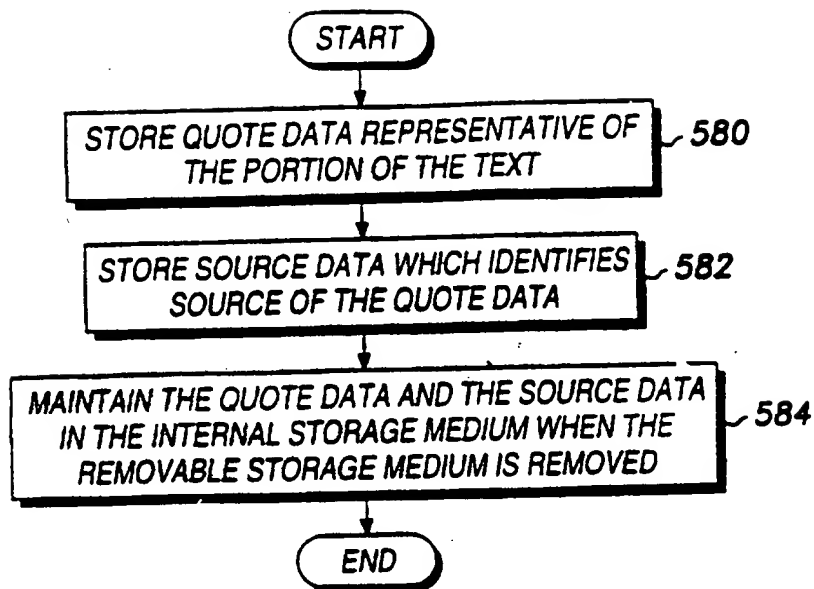 START
STORE QUOTE DATA REPRESENTATIVE OF
THE PORTION OF THE TEXT
580
STORE SOURCE DATA WHICH IDENTIFIES
SOURCE OF THE QUOTE DATA
582
MAINTAIN THE QUOTE DATA AND THE SOURCE DATA
IN THE INTERNAL STORAGE MEDIUM WHEN THE
REMOVABLE STORAGE MEDIUM IS REMOVED
584
END